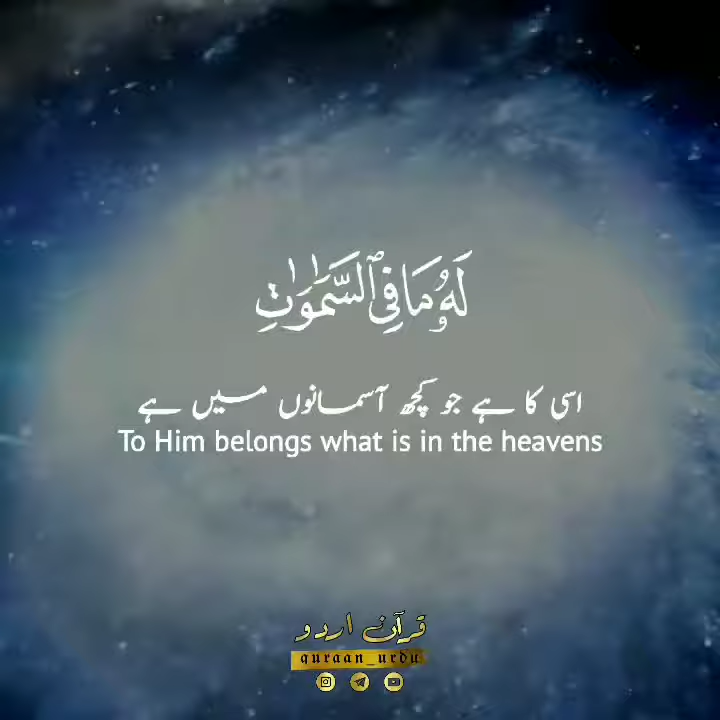 لَهُۥ مَا فِى ٱلسَّمَٰوَٰتِ
اسی کا ہے جو کچھ آسمانوں میں ہے
To Him belongs what is in the heavens
قرآن اردو
quraan_urdu